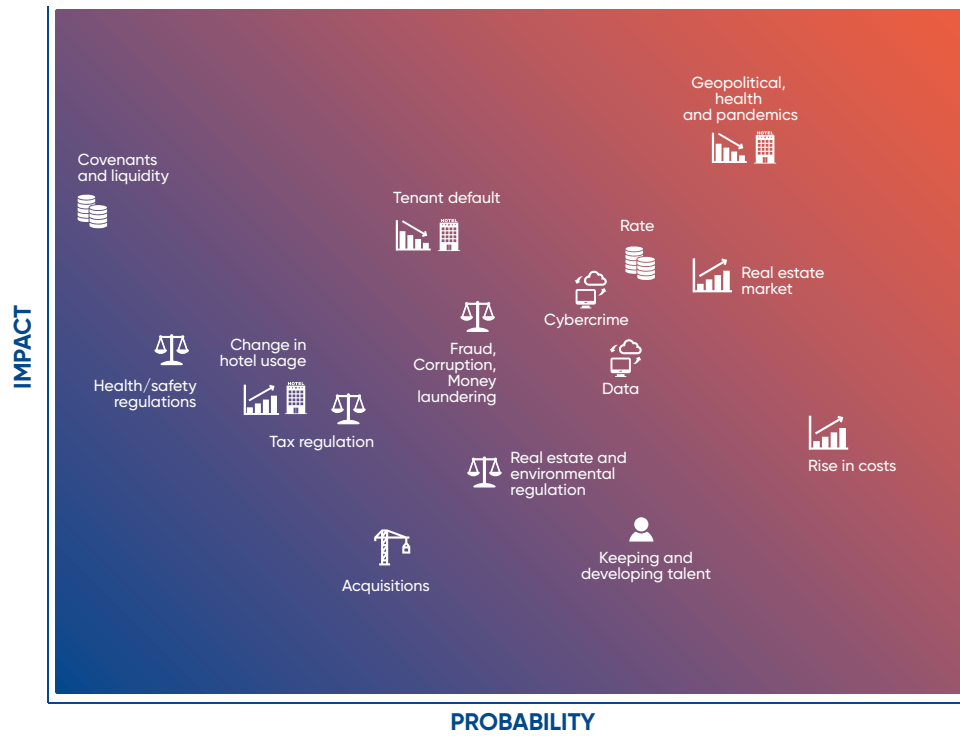 Geopolitical,
health
and pandemics
HOTEL
Covenants
and liquidity
Tenant default
HOTEL
Rate
Real estate
market
Cybercrime
Fraud,
Corruption,
Money
laundering
Data
Health/safety
regulations
Change in
hotel usage
HOTEL
Tax regulation
Rise in costs
Real estate and
environmental
regulation
Keeping and
developing talent
Acquisitions
IMPACT
PROBABILITY